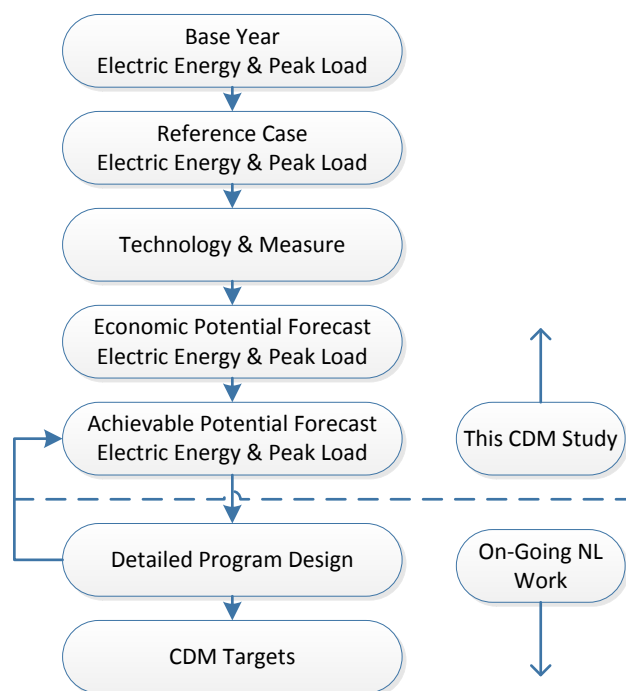 Base Year
Electric Energy & Peak Load
Reference Case
Electric Energy & Peak Load
Technology & Measure
Economic Potential Forecast
Electric Energy & Peak Load
Achievable Potential Forecast
Electric Energy & Peak Load
This CDM Study
Detailed Program Design
On-Going NL
Work
CDM Targets